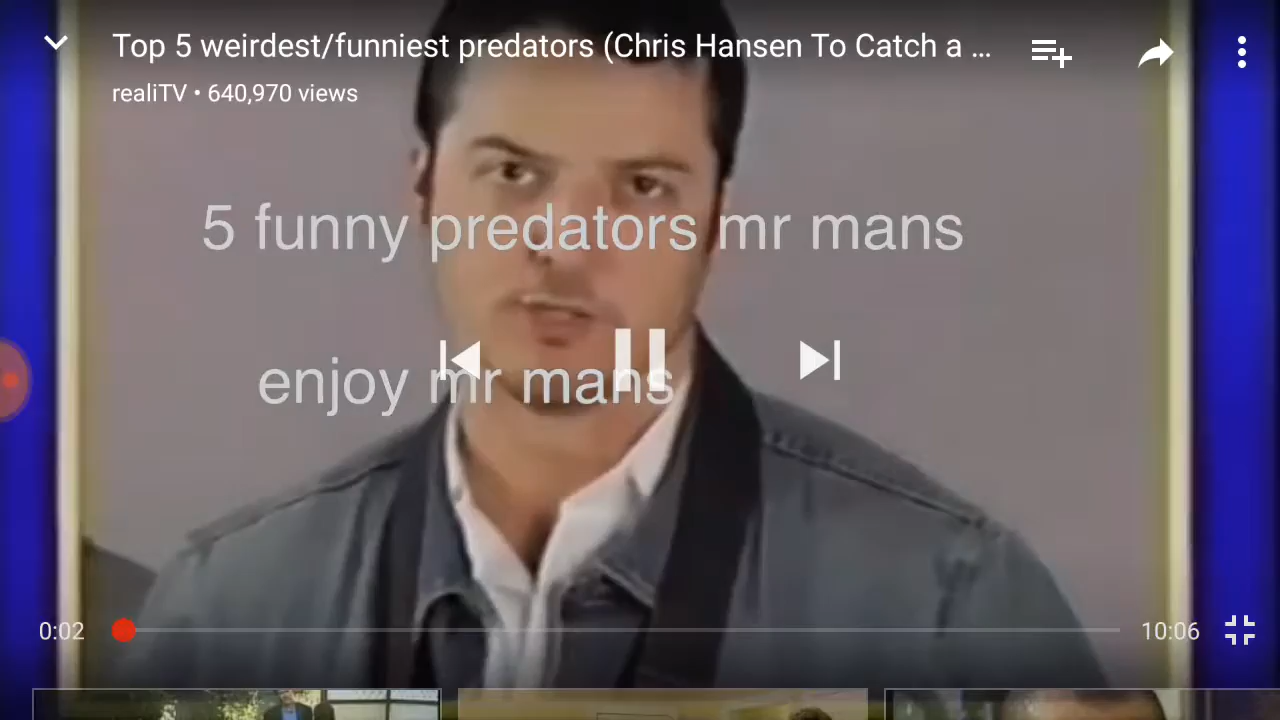 Top 5 weirdest/funniest predators (Chris Hansen To Catch a ...
realiTV • 640,970 views
5 funny predators mr mans
enjoy mr mans
0:02
10:06